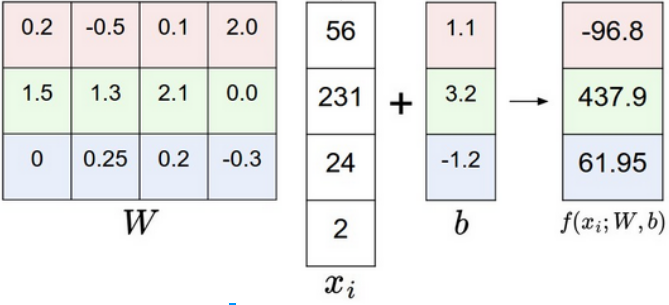 0.2 -0.5 0.1 2.0 56 1.1 -96.8
1.5 1.3 2.1 0.0 231 + 3.2 → 437.9
0 0.25 0.2 -0.3 24 -1.2 61.95
W 2 b f(x_i; W, b)
x_i